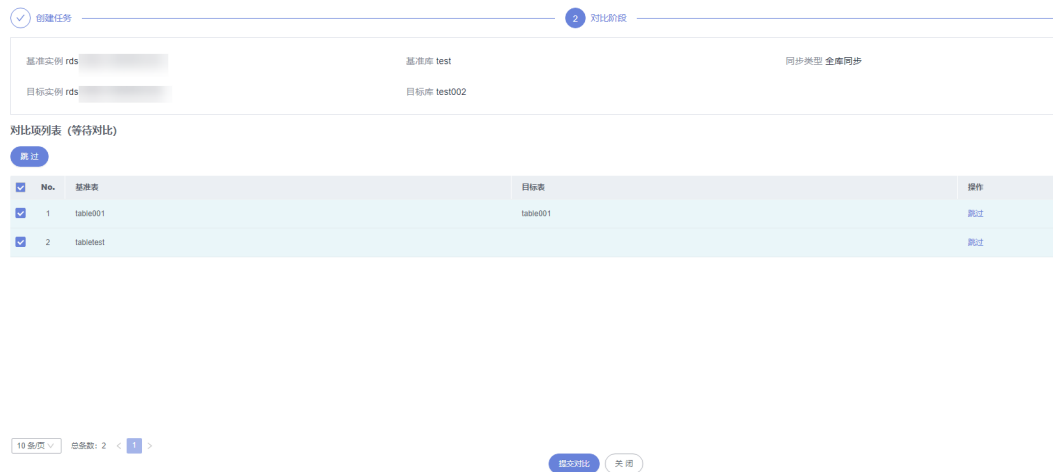 创建任务 2 对比阶段
基准实例 rds 基准库 test 同步类型 全库同步
目标实例 rds 目标库 test002
对比项列表（等待对比）
跳 过
No. 基准表 目标表 操作
1 table001 table001 跳过
2 tabletest 跳过
10 条/页 总条数：2 < 1 >
提交对比 关 闭